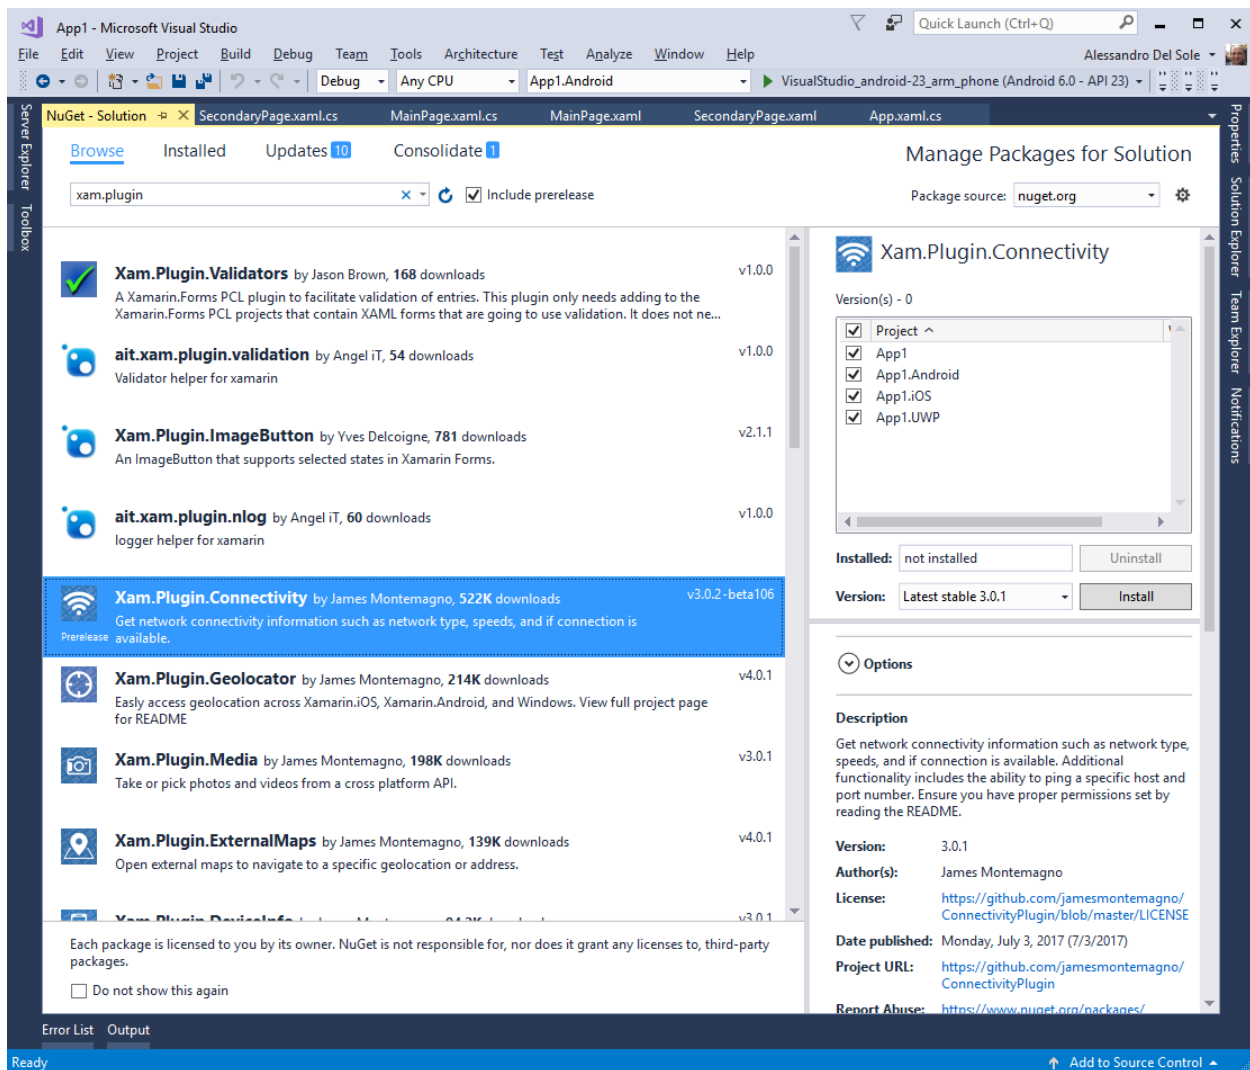 App1 - Microsoft Visual Studio
Quick Launch (Ctrl+Q)
File Edit View Project Build Debug Team Tools Architecture Test Analyze Window Help
Alessandro Del Sole
Debug Any CPU App1.Android VisualStudio_android-23_arm_phone (Android 6.0 - API 23)
Server Explorer
Toolbox
NuGet - Solution SecondaryPage.xaml.cs MainPage.xaml.cs MainPage.xaml SecondaryPage.xaml App.xaml.cs
Browse Installed Updates 10 Consolidate 1
Manage Packages for Solution
xam.plugin
Include prerelease
Package source: nuget.org
Xam.Plugin.Validators by Jason Brown, 168 downloads v1.0.0
A Xamarin.Forms PCL plugin to facilitate validation of entries. This plugin only needs adding to the
Xamarin.Forms PCL projects that contain XAML forms that are going to use validation. It does not ne...
ait.xam.plugin.validation by Angel iT, 54 downloads v1.0.0
Validator helper for xamarin
Xam.Plugin.ImageButton by Yves Delcoigne, 781 downloads v2.1.1
An ImageButton that supports selected states in Xamarin Forms.
ait.xam.plugin.nlog by Angel iT, 60 downloads v1.0.0
logger helper for xamarin
Xam.Plugin.Connectivity by James Montemagno, 522K downloads v3.0.2-beta106
Get network connectivity information such as network type, speeds, and if connection is
Prerelease available.
Xam.Plugin.Geolocator by James Montemagno, 214K downloads v4.0.1
Easly access geolocation across Xamarin.iOS, Xamarin.Android, and Windows. View full project page
for README
Xam.Plugin.Media by James Montemagno, 198K downloads v3.0.1
Take or pick photos and videos from a cross platform API.
Xam.Plugin.ExternalMaps by James Montemagno, 139K downloads v4.0.1
Open external maps to navigate to a specific geolocation or address.
Xam.Plugin.DeviceInfo v3.0.1
Each package is licensed to you by its owner. NuGet is not responsible for, nor does it grant any licenses to, third-party
packages.
Do not show this again
Xam.Plugin.Connectivity
Version(s) - 0
Project
App1
App1.Android
App1.iOS
App1.UWP
Installed: not installed Uninstall
Version: Latest stable 3.0.1 Install
Options
Description
Get network connectivity information such as network type,
speeds, and if connection is available. Additional
functionality includes the ability to ping a specific host and
port number. Ensure you have proper permissions set by
reading the README.
Version: 3.0.1
Author(s): James Montemagno
License: https://github.com/jamesmontemagno/
ConnectivityPlugin/blob/master/LICENSE
Date published: Monday, July 3, 2017 (7/3/2017)
Project URL: https://github.com/jamesmontemagno/
ConnectivityPlugin
Report Abuse: https://www.nuget.org/packages/
Properties
Solution Explorer
Team Explorer
Notifications
Error List Output
Ready
Add to Source Control